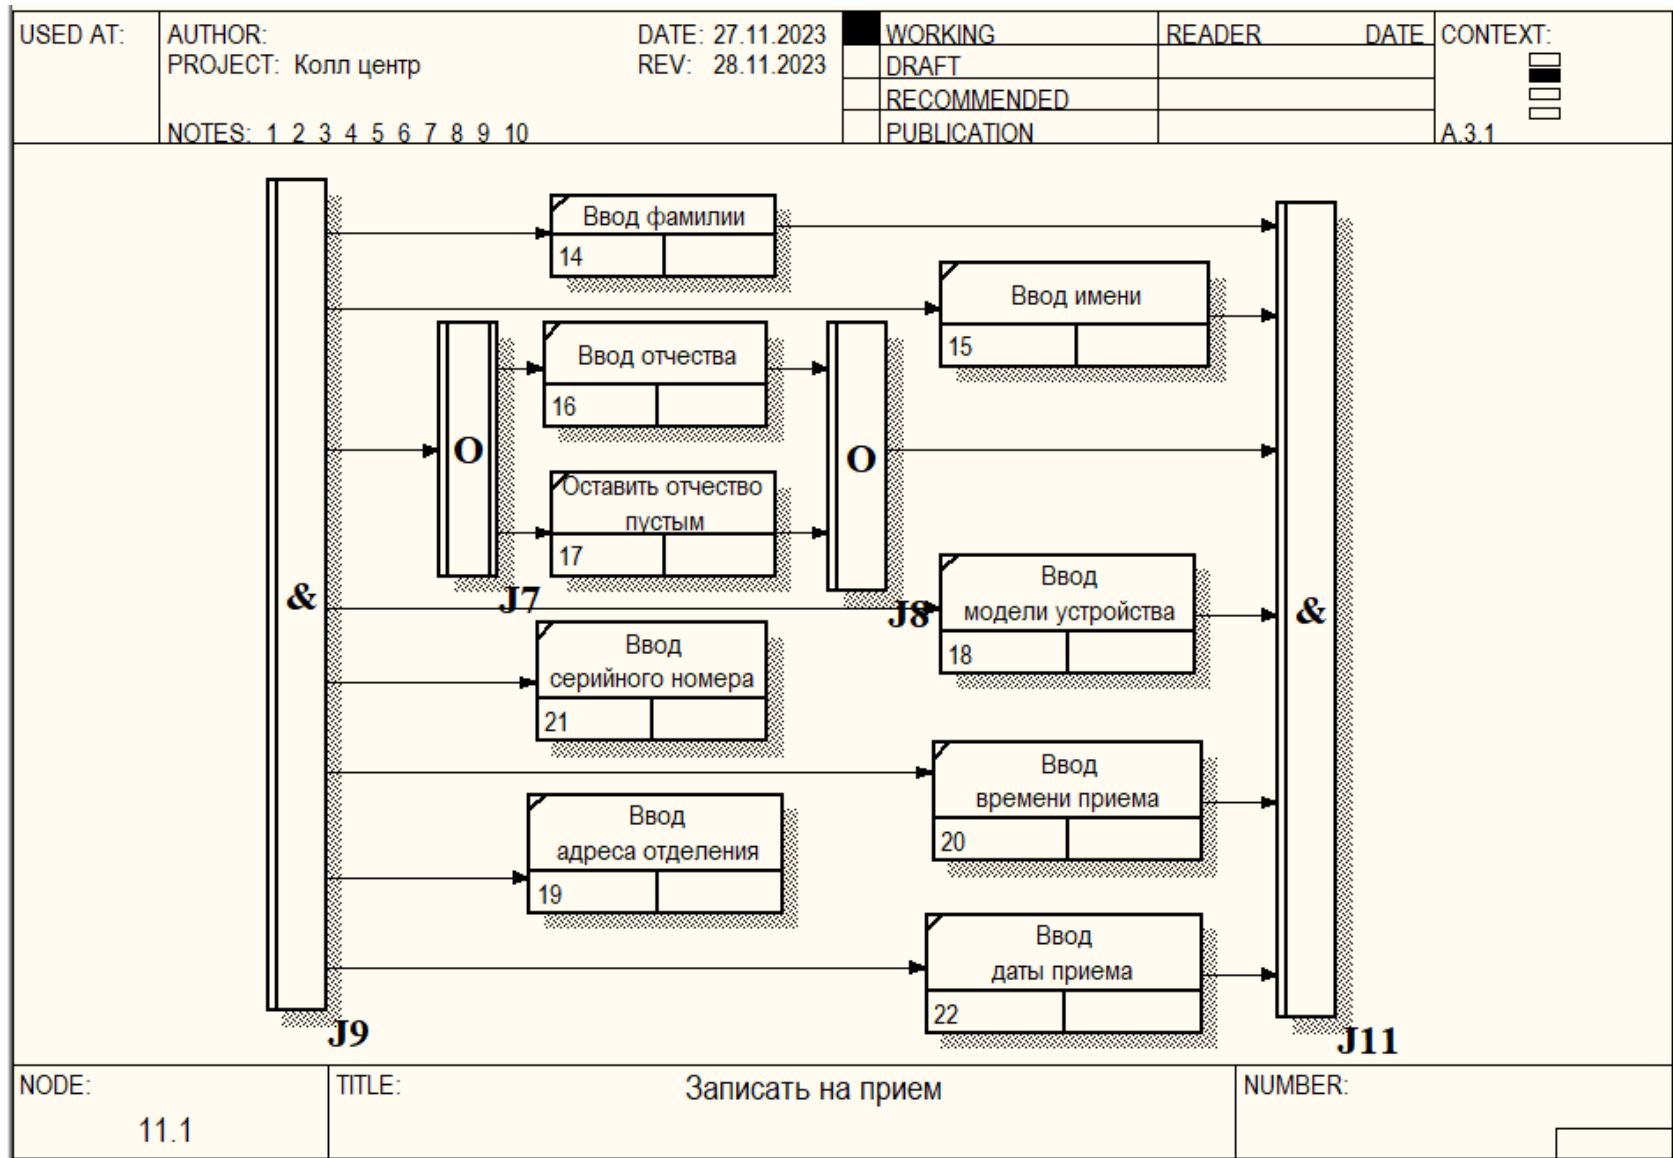 USED AT:
AUTHOR:
DATE: 27.11.2023
PROJECT: Колл центр
REV: 28.11.2023
NOTES: 1 2 3 4 5 6 7 8 9 10
WORKING
DRAFT
RECOMMENDED
PUBLICATION
READER
DATE
CONTEXT:
A.3.1
Ввод фамилии
14
Ввод имени
15
Ввод отчества
16
O
O
Оставить отчество
пустым
17
J7
J8
&
&
Ввод
модели устройства
18
Ввод
серийного номера
21
Ввод
времени приема
20
Ввод
адреса отделения
19
Ввод
даты приема
22
J9
J11
NODE:
11.1
TITLE:
Записать на прием
NUMBER: